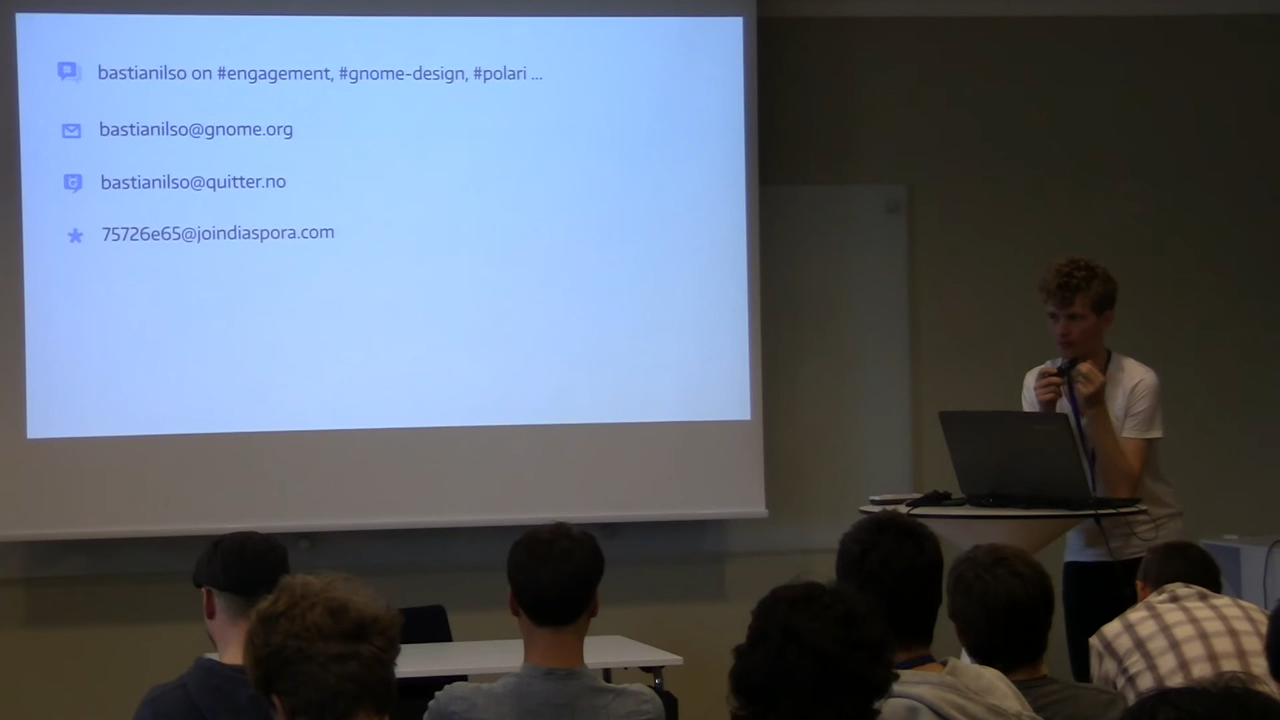 bastianilso on #engagement, #gnome-design, #polari ...
bastianilso@gnome.org
bastianilso@quitter.no
75726e65@joindiaspora.com